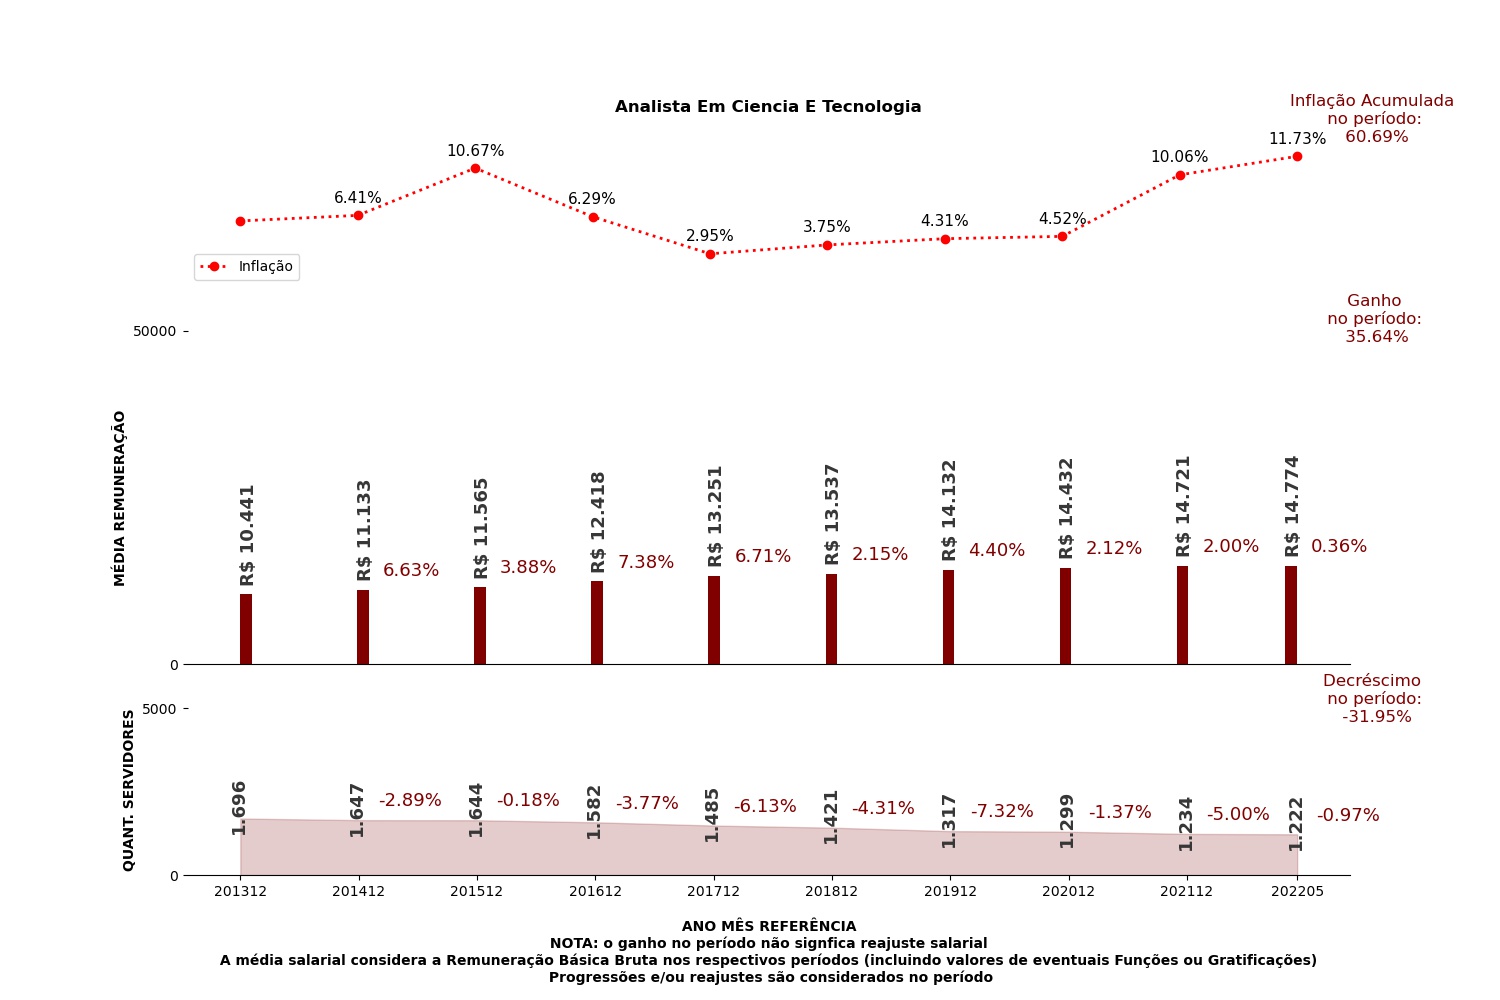 Analista Em Ciencia E Tecnologia
Inflação Acumulada
no período:
60.69%
6.41%
10.67%
6.29%
2.95%
3.75%
4.31%
4.52%
10.06%
11.73%
Inflação
Ganho
no período:
35.64%
50000
0
MÉDIA REMUNERAÇÃO
R$ 10.441
R$ 11.133
R$ 11.565
R$ 12.418
R$ 13.251
R$ 13.537
R$ 14.132
R$ 14.432
R$ 14.721
R$ 14.774
6.63%
3.88%
7.38%
6.71%
2.15%
4.40%
2.12%
2.00%
0.36%
Decréscimo
no período:
-31.95%
5000
0
QUANT. SERVIDORES
1.696
1.647
1.644
1.582
1.485
1.421
1.317
1.299
1.234
1.222
-2.89%
-0.18%
-3.77%
-6.13%
-4.31%
-7.32%
-1.37%
-5.00%
-0.97%
201312
201412
201512
201612
201712
201812
201912
202012
202112
202205
ANO MÊS REFERÊNCIA
NOTA: o ganho no período não signfica reajuste salarial
A média salarial considera a Remuneração Básica Bruta nos respectivos períodos (incluindo valores de eventuais Funções ou Gratificações)
Progressões e/ou reajustes são considerados no período